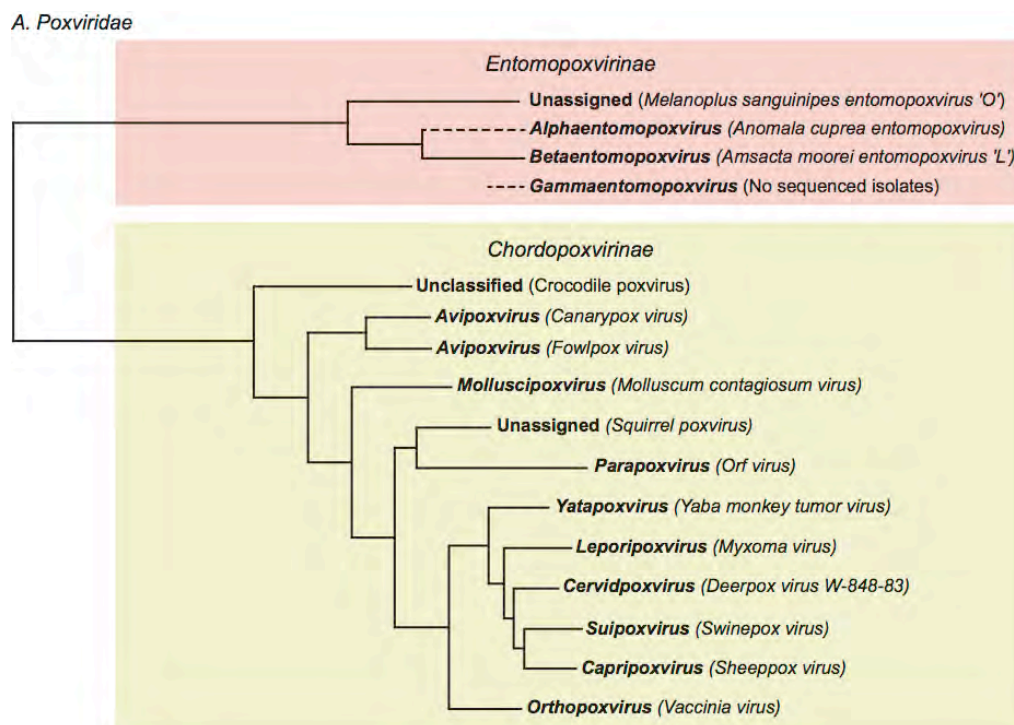 A. Poxviridae
Entomopoxvirinae
Unassigned (Melanoplus sanguinipes entomopoxvirus 'O')
Alphaentomopoxvirus (Anomala cuprea entomopoxvirus)
Betaentomopoxvirus (Amsacta moorei entomopoxvirus 'L')
Gammaentomopoxvirus (No sequenced isolates)
Chordopoxvirinae
Unclassified (Crocodile poxvirus)
Avipoxvirus (Canarypox virus)
Avipoxvirus (Fowlpox virus)
Molluscipoxvirus (Molluscum contagiosum virus)
Unassigned (Squirrel poxvirus)
Parapoxvirus (Orf virus)
Yatapoxvirus (Yaba monkey tumor virus)
Leporipoxvirus (Myxoma virus)
Cervidpoxvirus (Deerpox virus W-848-83)
Suipoxvirus (Swinepox virus)
Capripoxvirus (Sheeppox virus)
Orthopoxvirus (Vaccinia virus)